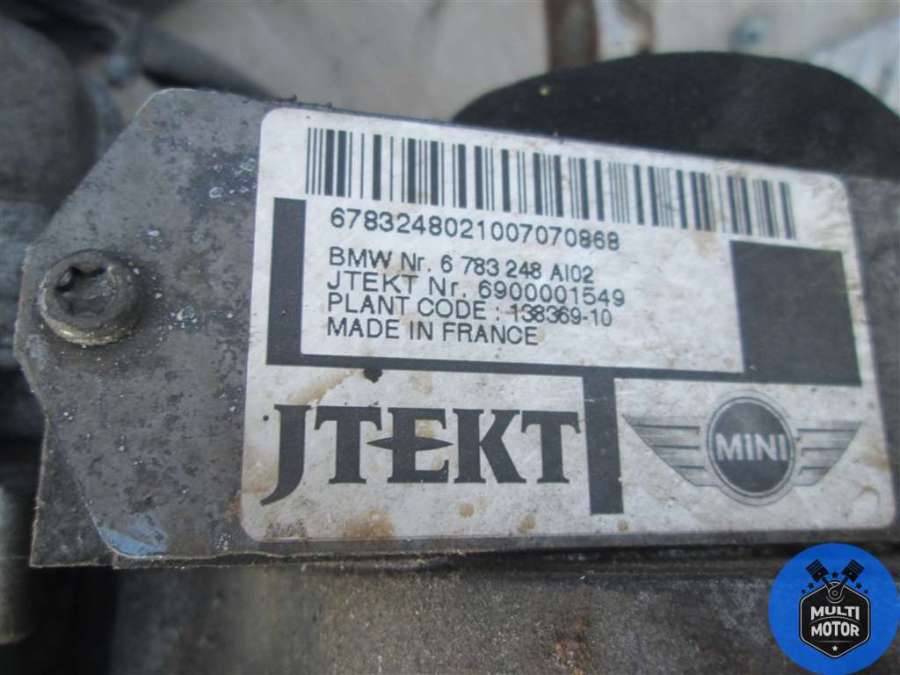 6783248021007070868
BMW Nr. 6 783 248 AI02
JTEKT Nr. 6900001549
PLANT CODE : 138369-10
MADE IN FRANCE
JTEKT
MINI
MULTI
MOTOR